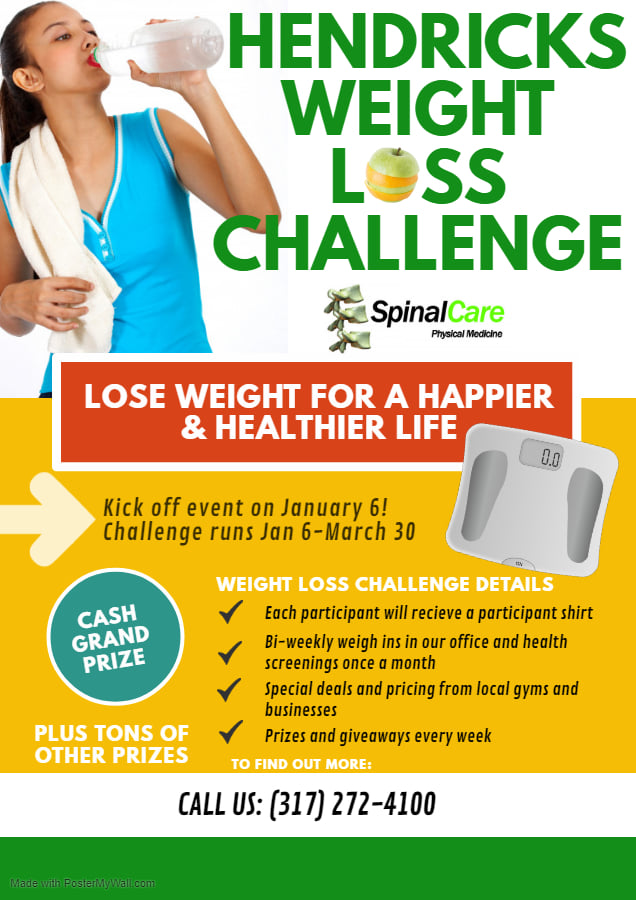 HENDRICKS
WEIGHT
LOSS
CHALLENGE
SpinalCare
Physical Medicine
LOSE WEIGHT FOR A HAPPIER
& HEALTHIER LIFE
0.0
Kick off event on January 6!
Challenge runs Jan 6-March 30
CASH
GRAND
PRIZE
PLUS TONS OF
OTHER PRIZES
WEIGHT LOSS CHALLENGE DETAILS
Each participant will recieve a participant shirt
Bi-weekly weigh ins in our office and health
screenings once a month
Special deals and pricing from local gyms and
businesses
Prizes and giveaways every week
TO FIND OUT MORE:
CALL US: (317) 272-4100
Made with PosterMyWall.com